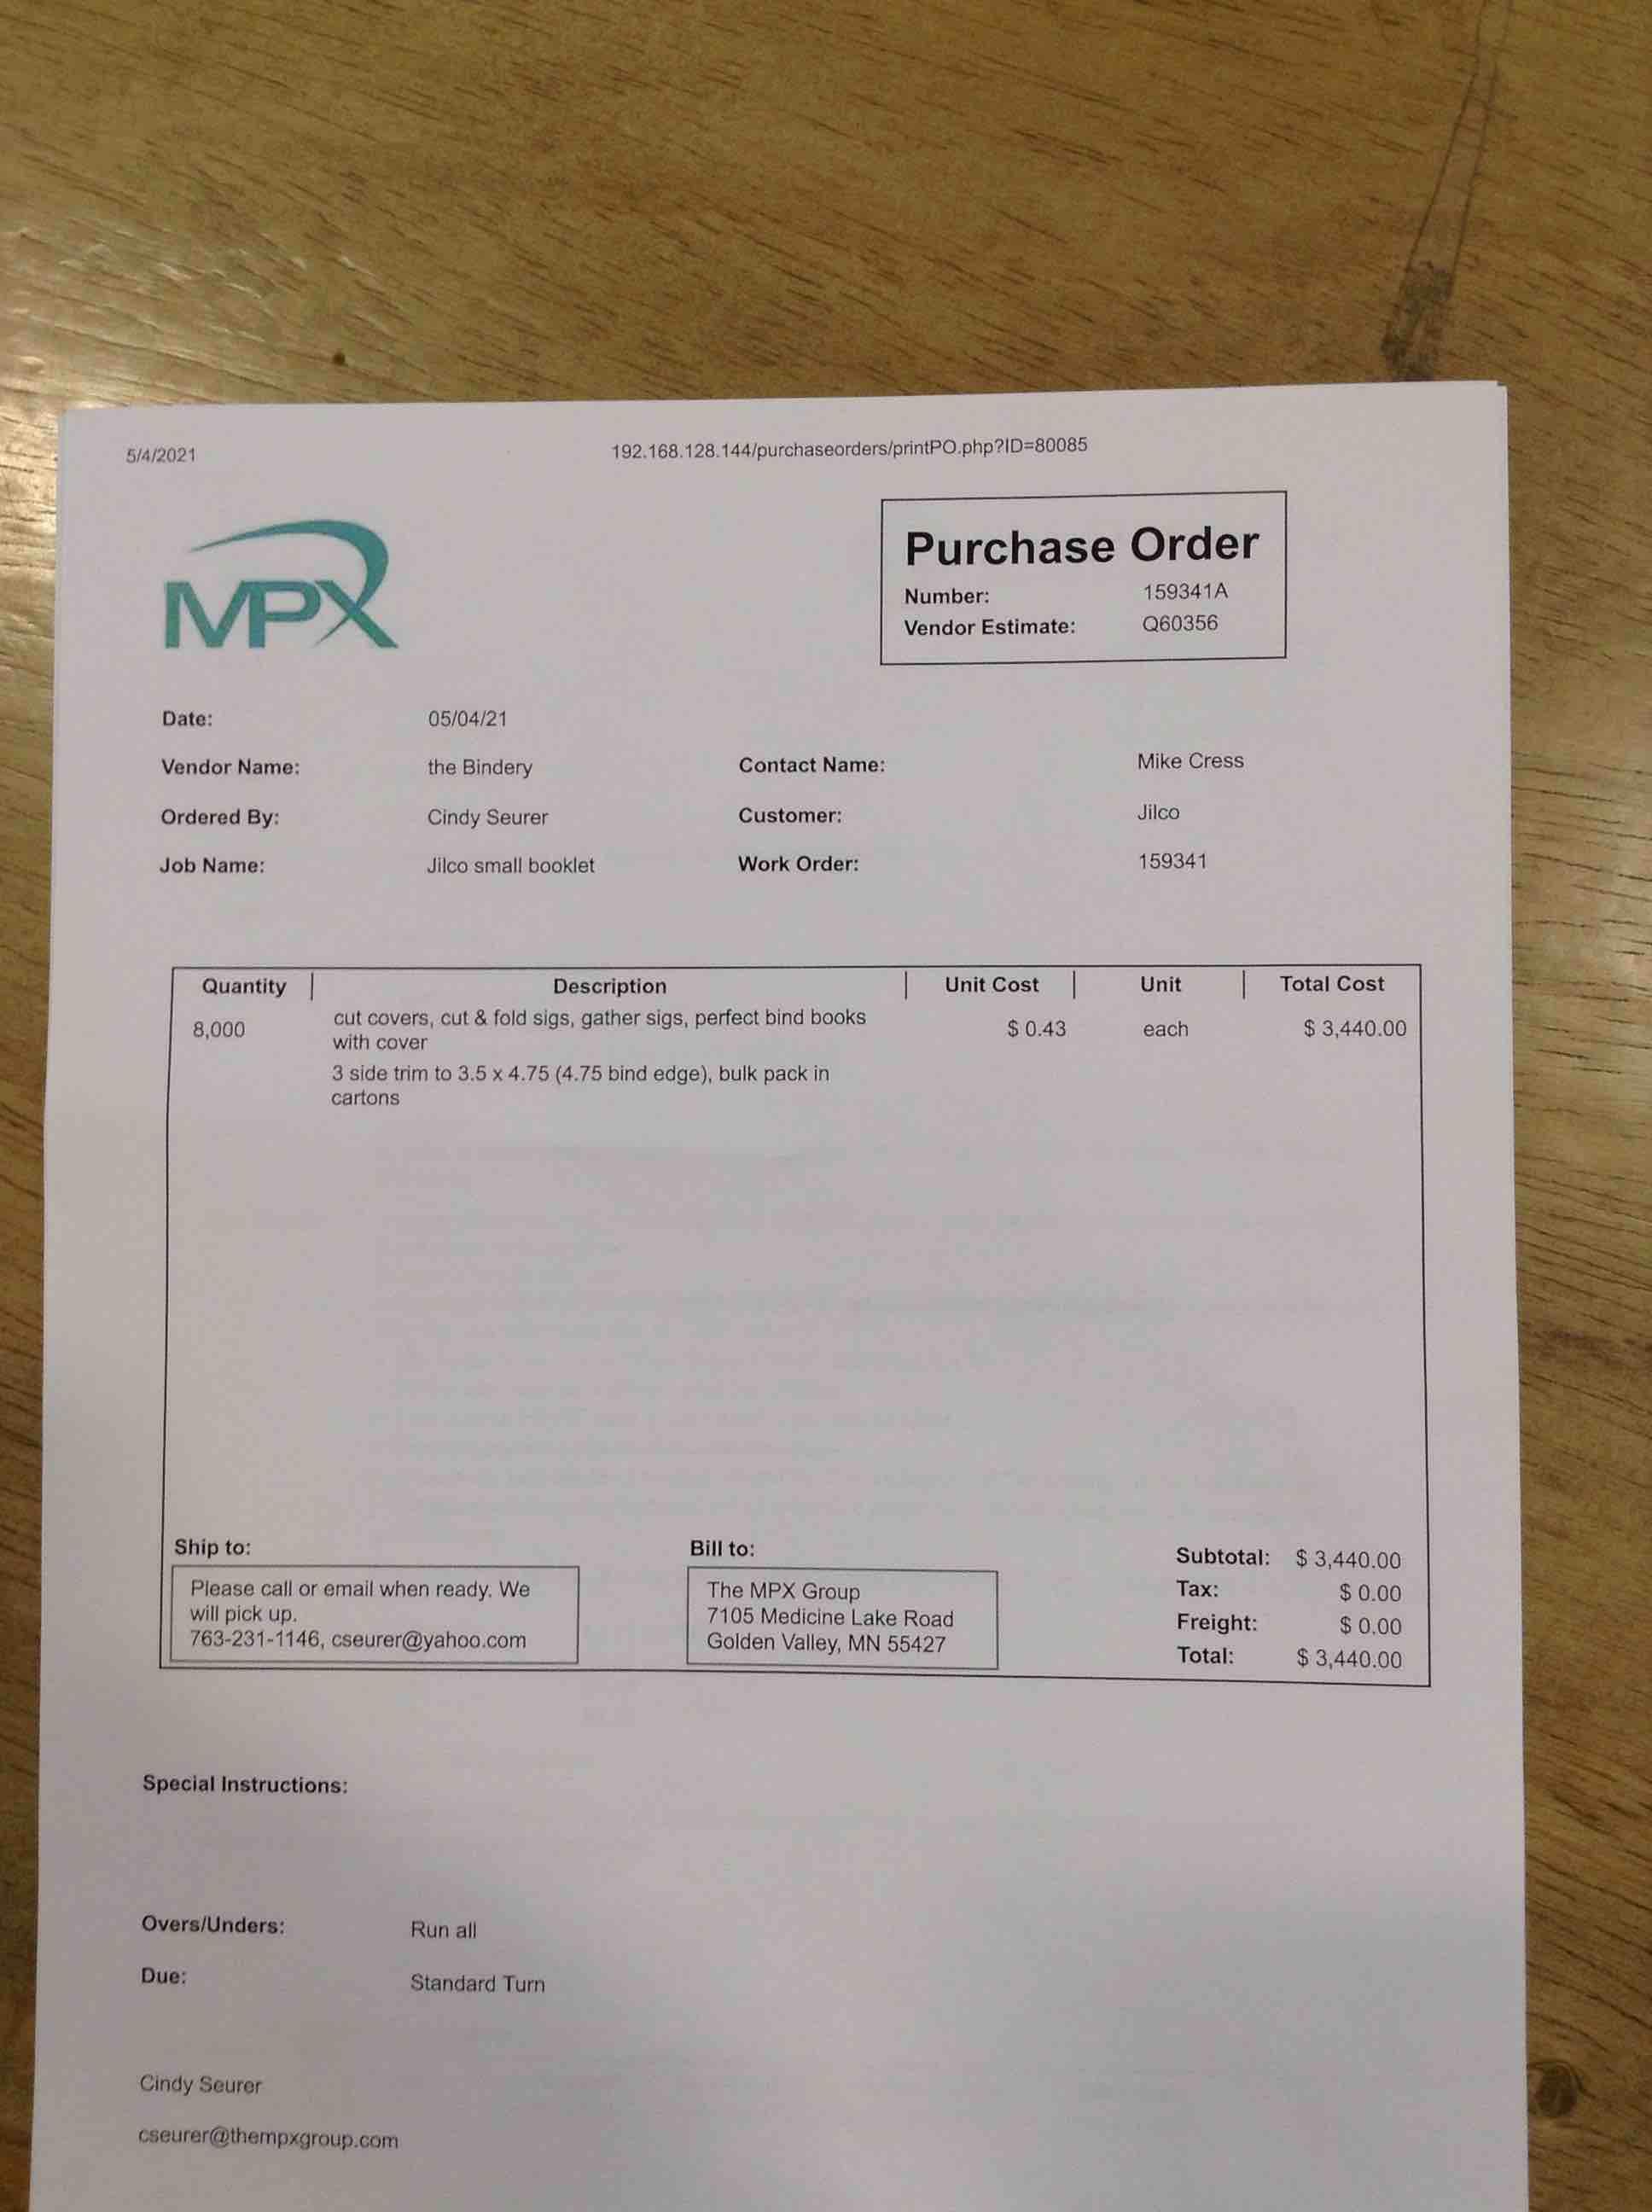 5/4/2021 192.168.128.144/purchaseorders/printPO.php?ID=80085
MPX
Purchase Order
Number: 159341A
Vendor Estimate: Q60356
Date: 05/04/21
Vendor Name: the Bindery Contact Name: Mike Cress
Ordered By: Cindy Seurer Customer: Jilco
Job Name: Jilco small booklet Work Order: 159341
Quantity | Description | Unit Cost | Unit | Total Cost
8,000 cut covers, cut & fold sigs, gather sigs, perfect bind books $ 0.43 each $ 3,440.00
with cover
3 side trim to 3.5 x 4.75 (4.75 bind edge), bulk pack in
cartons
Ship to:
Please call or email when ready. We
will pick up.
763-231-1146, cseurer@yahoo.com
Bill to:
The MPX Group
7105 Medicine Lake Road
Golden Valley, MN 55427
Subtotal: $ 3,440.00
Tax: $ 0.00
Freight: $ 0.00
Total: $ 3,440.00
Special Instructions:
Overs/Unders: Run all
Due: Standard Turn
Cindy Seurer
cseurer@thempxgroup.com